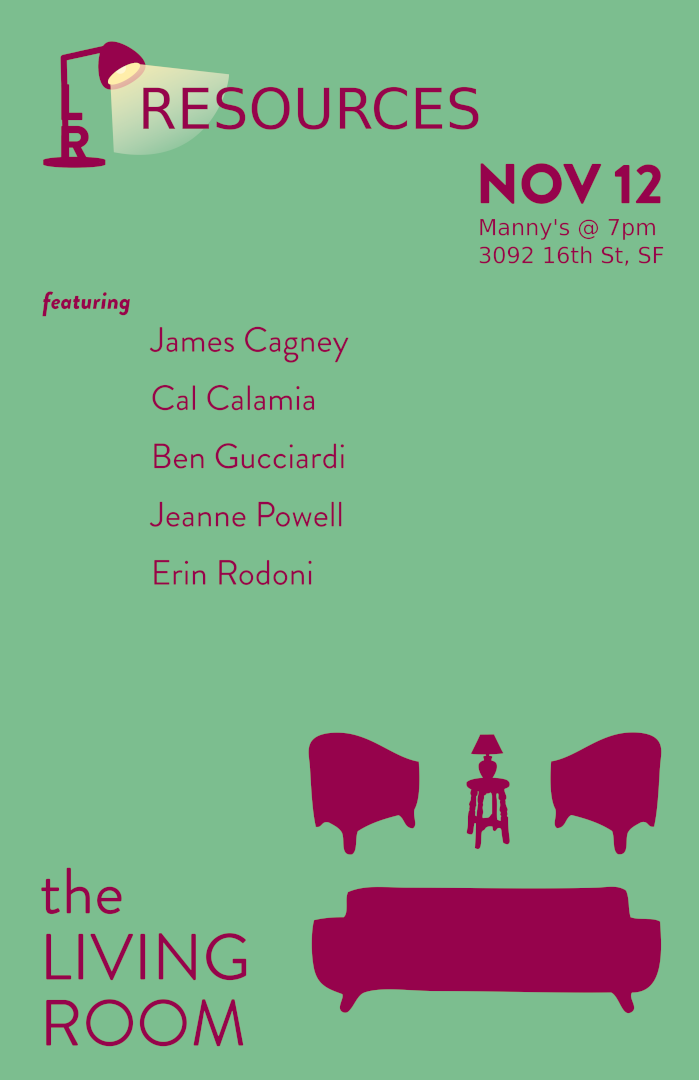 LR
RESOURCES
NOV 12
Manny's @ 7pm
3092 16th St, SF
featuring
James Cagney
Cal Calamia
Ben Gucciardi
Jeanne Powell
Erin Rodoni
the
LIVING
ROOM